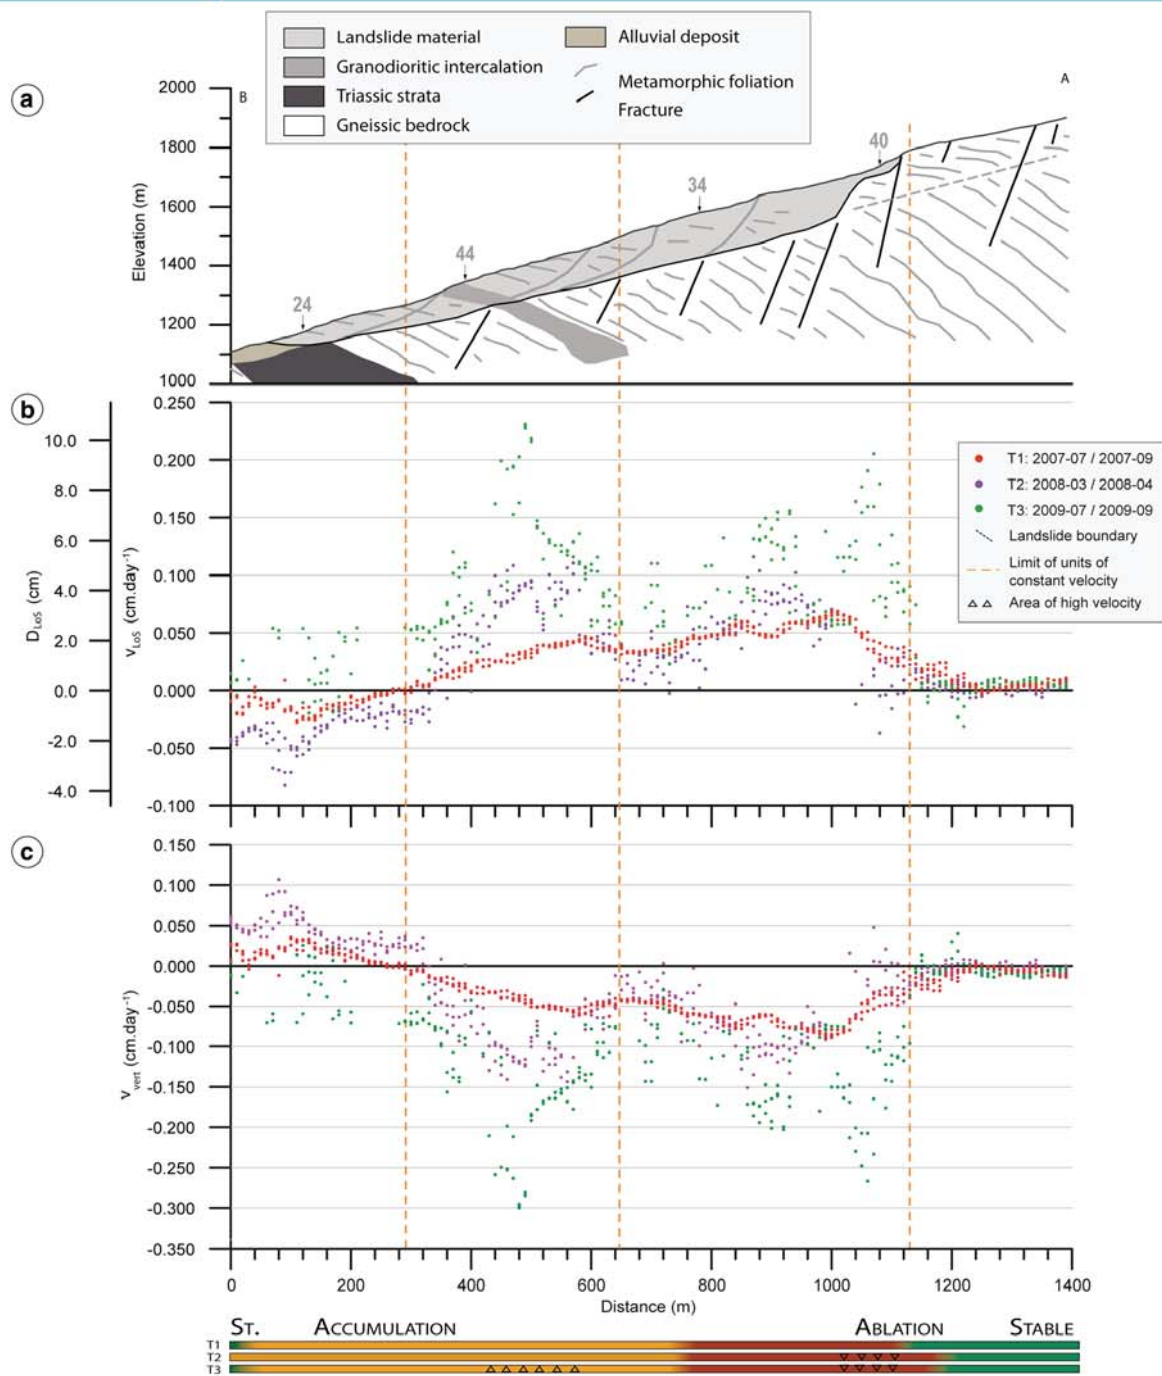 Landslide material
Granodioritic intercalation
Triassic strata
Gneissic bedrock
Alluvial deposit
Metamorphic foliation
Fracture
a
B
A
2000
1800
1600
1400
1200
1000
Elevation (m)
24
44
34
40
b
10.0
8.0
6.0
4.0
2.0
0.0
-2.0
-4.0
D LoS (cm)
0.250
0.200
0.150
0.100
0.050
0.000
-0.050
-0.100
v LoS (cm.day-1)
T1: 2007-07 / 2007-09
T2: 2008-03 / 2008-04
T3: 2009-07 / 2009-09
Landslide boundary
Limit of units of
constant velocity
Area of high velocity
c
0.150
0.100
0.050
0.000
-0.050
-0.100
-0.150
-0.200
-0.250
-0.300
-0.350
v vert (cm.day-1)
0 200 400 600 800 1000 1200 1400
Distance (m)
ST. ACCUMULATION ABLATION STABLE
T1
T2
T3